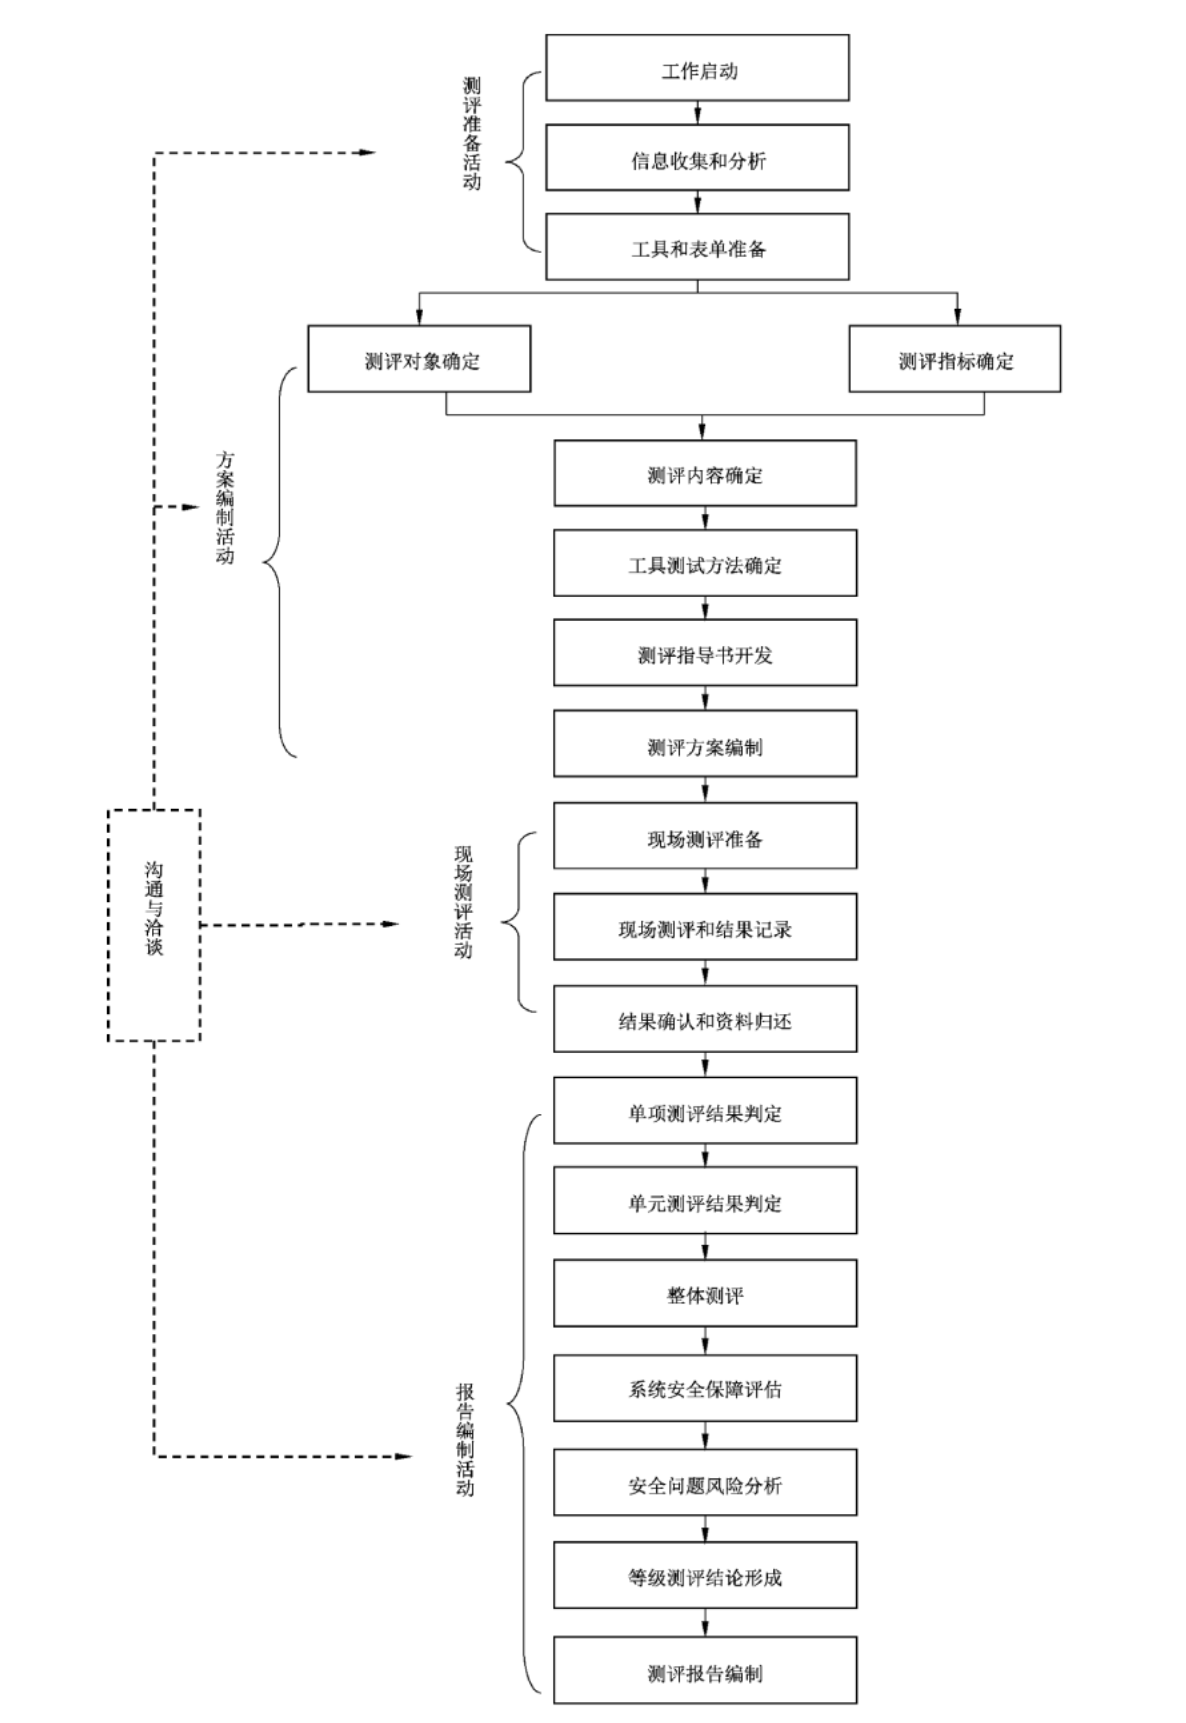 工作启动
测评准备活动
信息收集和分析
工具和表单准备
测评对象确定
测评指标确定
方案编制活动
测评内容确定
工具测试方法确定
测评指导书开发
测评方案编制
现场测评准备
沟通与洽谈
现场测评活动
现场测评和结果记录
结果确认和资料归还
单项测评结果判定
单元测评结果判定
整体测评
系统安全保障评估
报告编制活动
安全问题风险分析
等级测评结论形成
测评报告编制